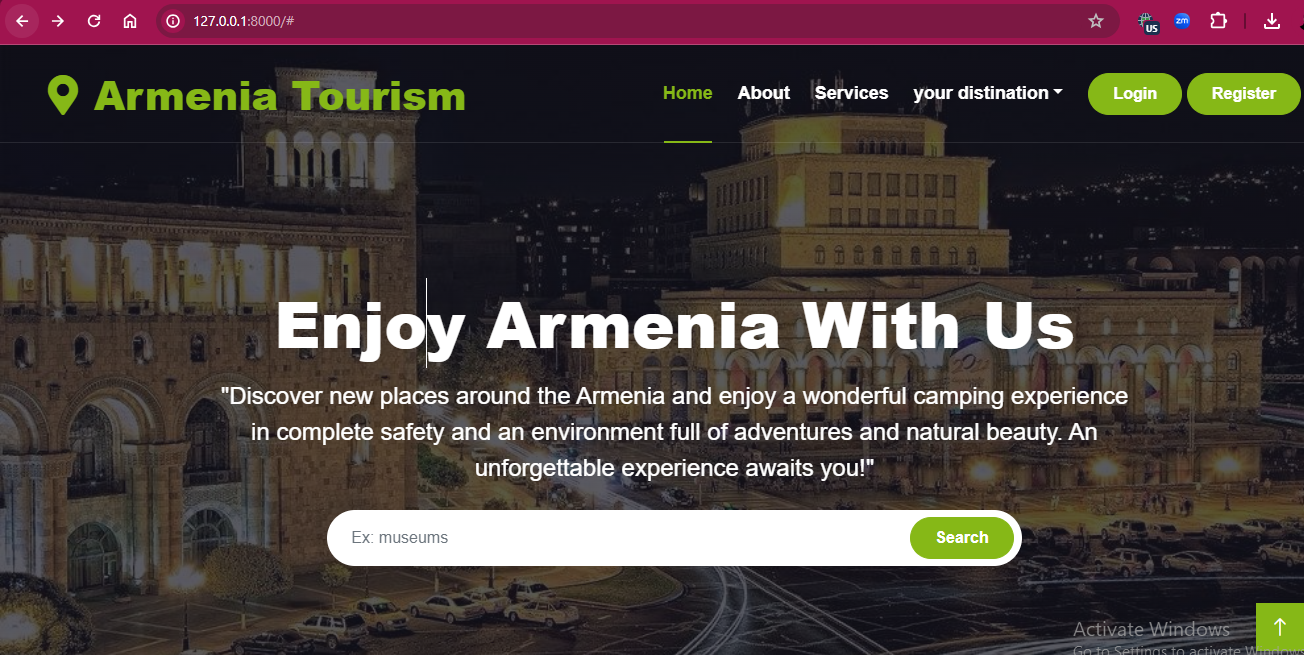 127.0.0.1:8000/#
US
zm
Armenia Tourism
Home About Services your distination Login Register
Enjoy Armenia With Us
"Discover new places around the Armenia and enjoy a wonderful camping experience
in complete safety and an environment full of adventures and natural beauty. An
unforgettable experience awaits you!"
Ex: museums
Search
Activate Windows
Go to Settings to activate Windows